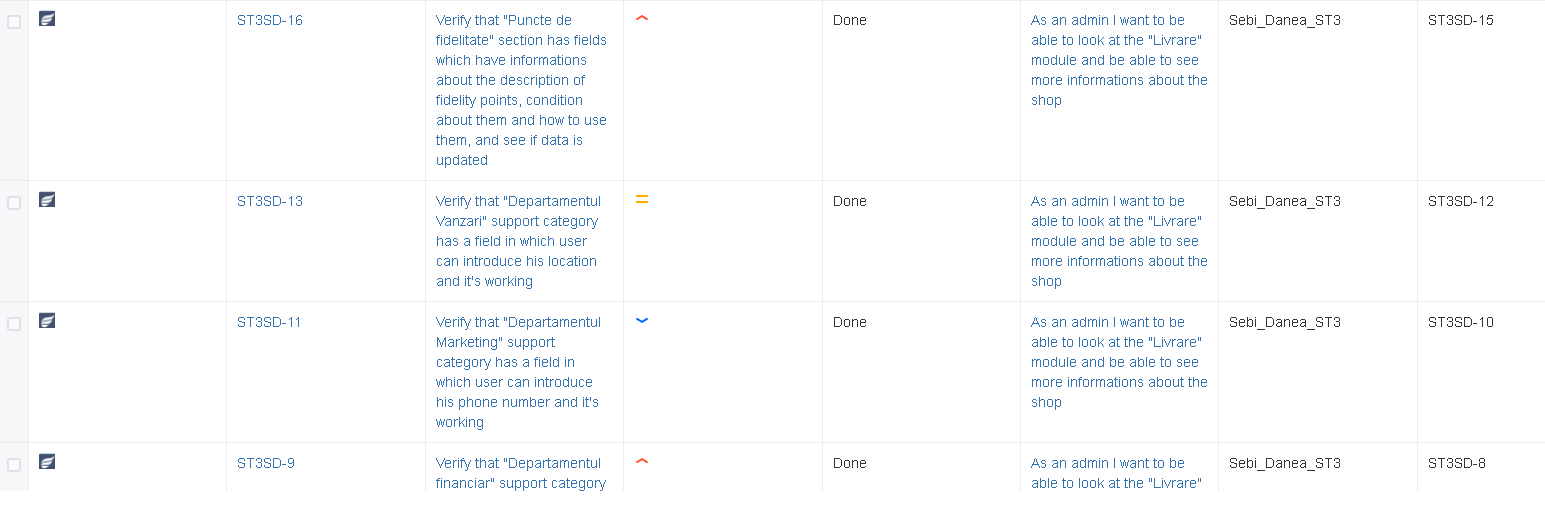 ST3SD-16
Verify that "Puncte de
fidelitate" section has fields
which have informations
about the description of
fidelity points, condition
about them and how to use
them, and see if data is
updated
Done
As an admin I want to be
able to look at the "Livrare"
module and be able to see
more informations about the
shop
Sebi_Danea_ST3
ST3SD-15
ST3SD-13
Verify that "Departamentul
Vanzari" support category
has a field in which user
can introduce his location
and it's working
Done
As an admin I want to be
able to look at the "Livrare"
module and be able to see
more informations about the
shop
Sebi_Danea_ST3
ST3SD-12
ST3SD-11
Verify that "Departamentul
Marketing" support
category has a field in
which user can introduce
his phone number and it's
working
Done
As an admin I want to be
able to look at the "Livrare"
module and be able to see
more informations about the
shop
Sebi_Danea_ST3
ST3SD-10
ST3SD-9
Verify that "Departamentul
financiar" support category
Done
As an admin I want to be
able to look at the "Livrare"
Sebi_Danea_ST3
ST3SD-8